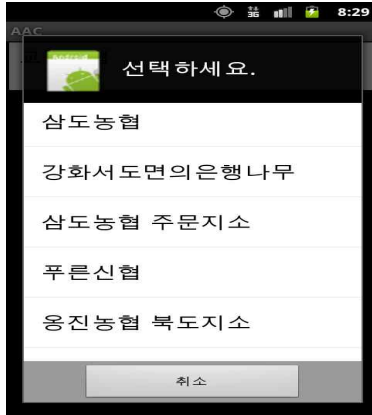 3G
8:29
AAC
선택하세요.
삼도농협
강화서도면의은행나무
삼도농협 주문지소
푸른신협
옹진농협 북도지소
취소